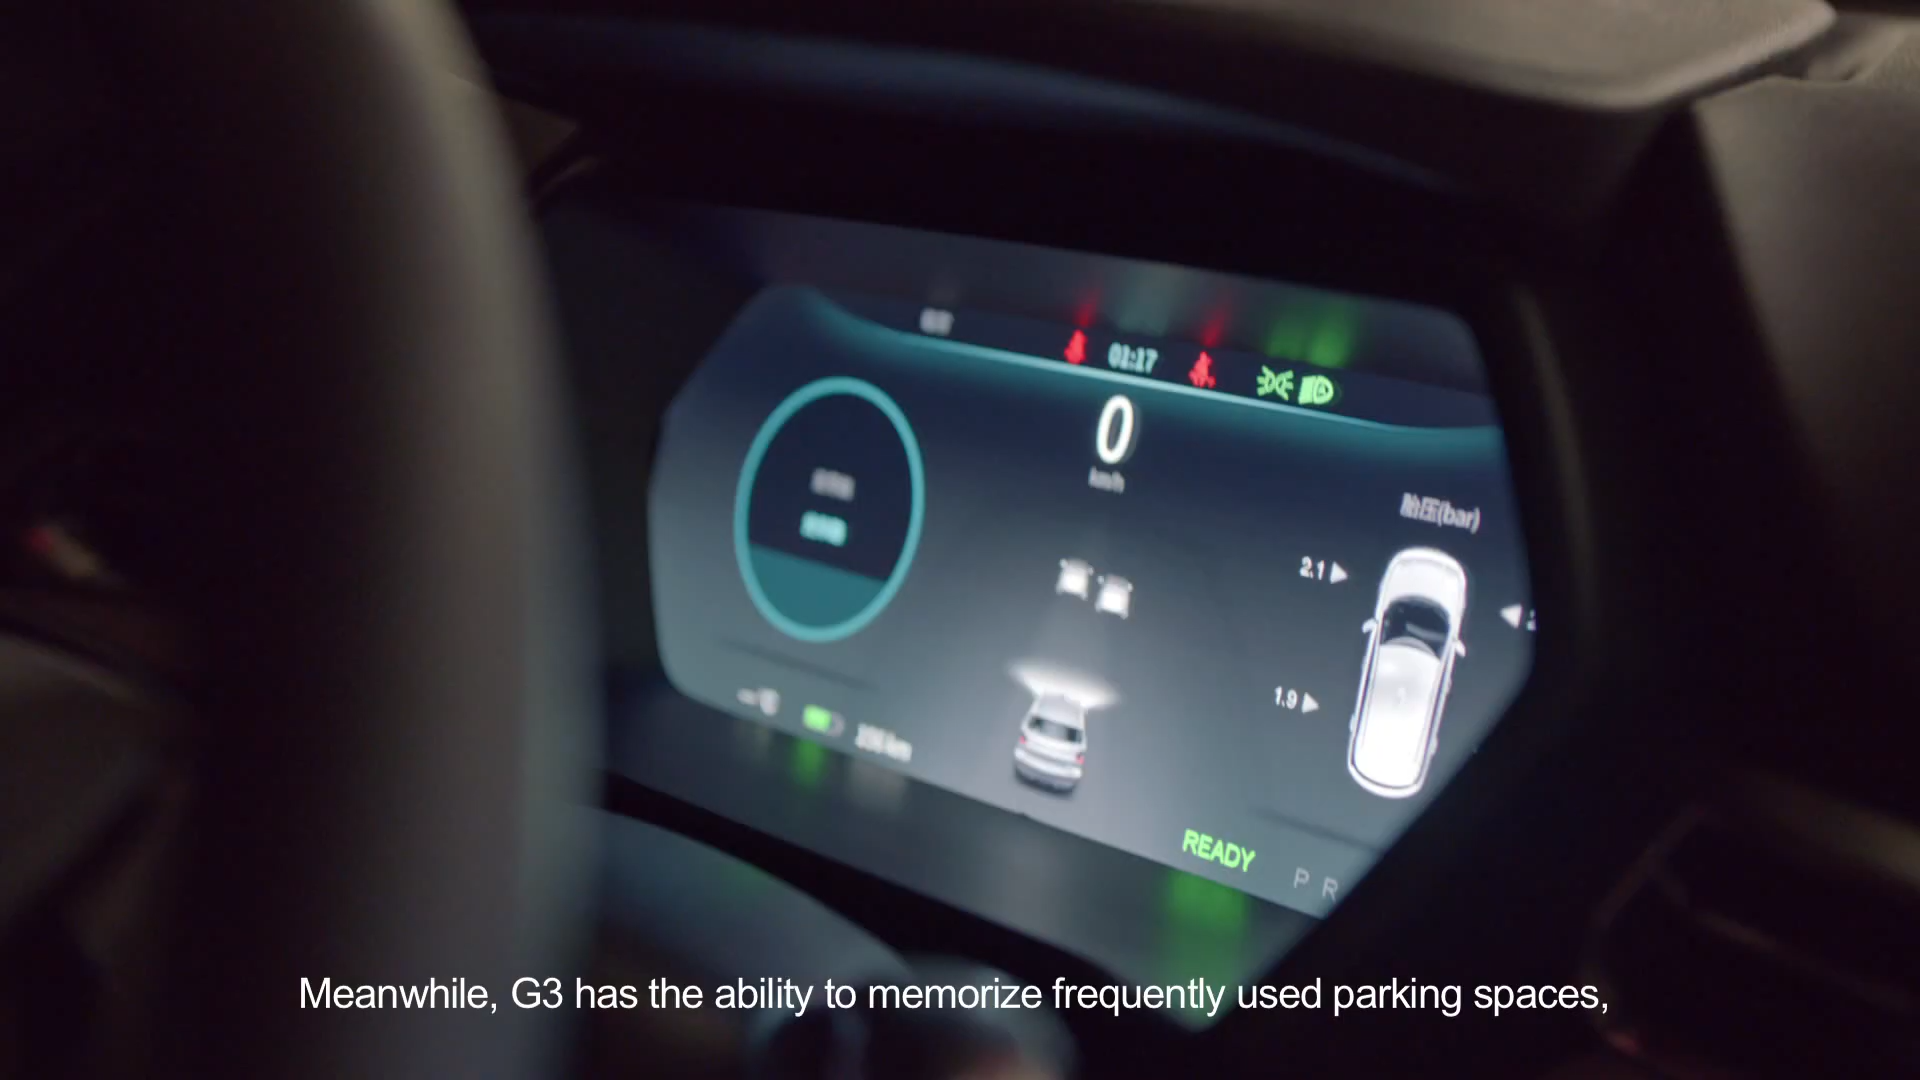 01:17
0
km/h
胎压(bar)
2.1
1.9
READY
P R
Meanwhile, G3 has the ability to memorize frequently used parking spaces,